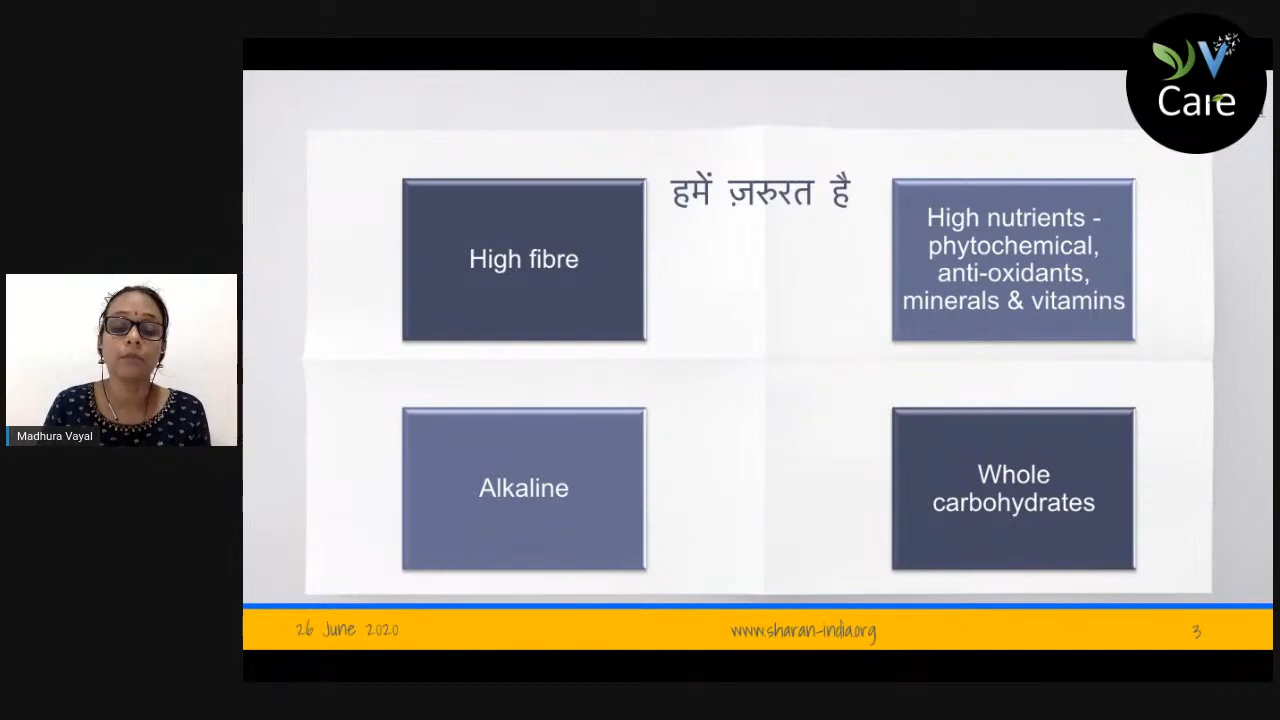 V
Care
हमें ज़रुरत है
High fibre
High nutrients -
phytochemical,
anti-oxidants,
minerals & vitamins
Alkaline
Whole
carbohydrates
Madhura Vayal
26 June 2020
www.sharan-india.org
3